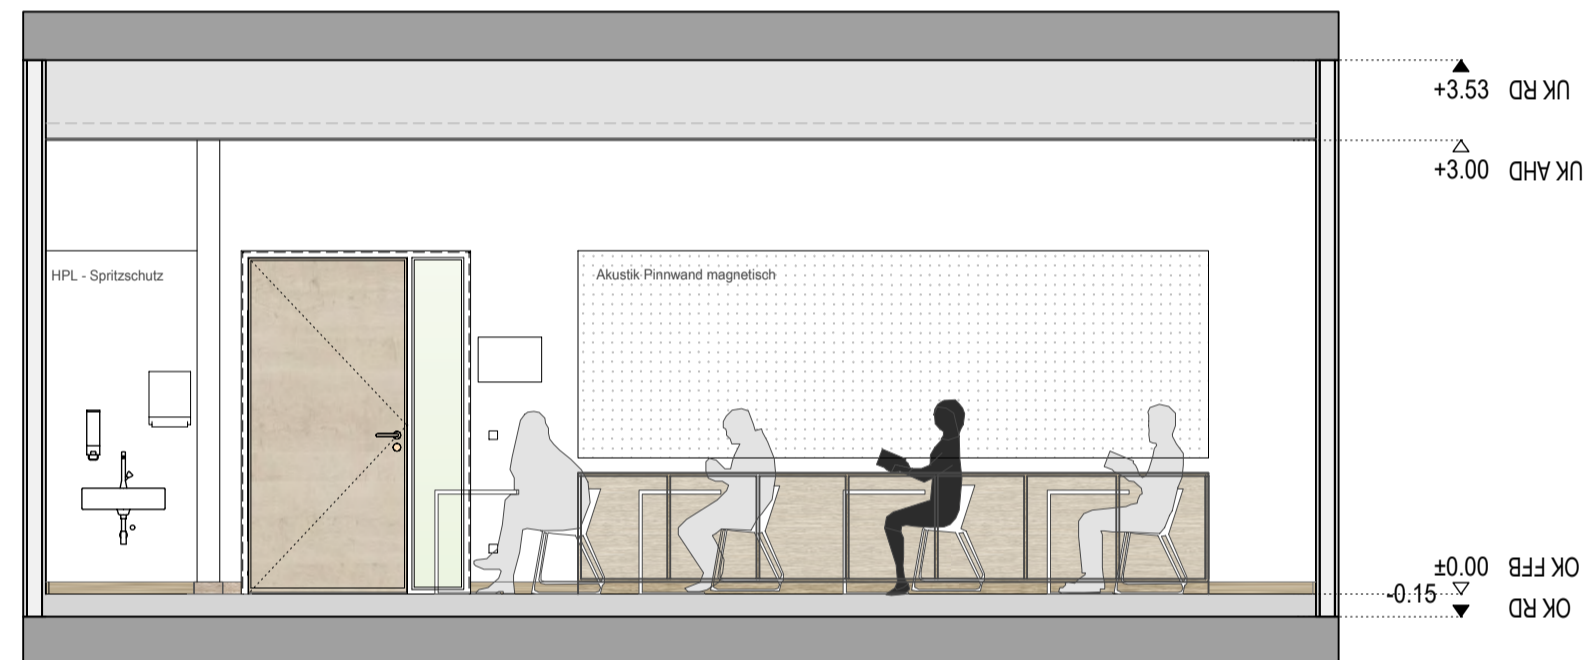 +3.53 UK RD
+3.00 UK AHD
HPL - Spritzschutz
Akustik Pinnwand magnetisch
±0.00 OK FFB
-0.15 OK RD